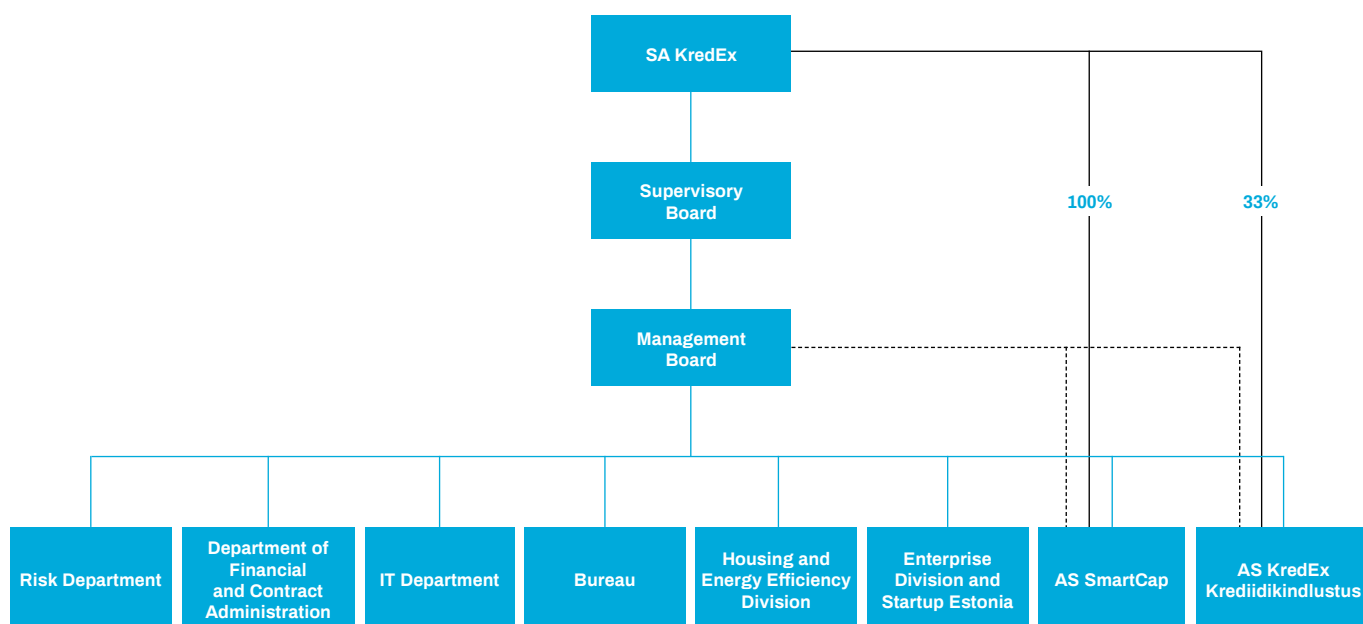 SA KredEx
Supervisory
Board
100%
33%
Management
Board
Risk Department
Department of
Financial
and Contract
Administration
IT Department
Bureau
Housing and
Energy Efficiency
Division
Enterprise
Division and
Startup Estonia
AS SmartCap
AS KredEx
Krediidikindlustus